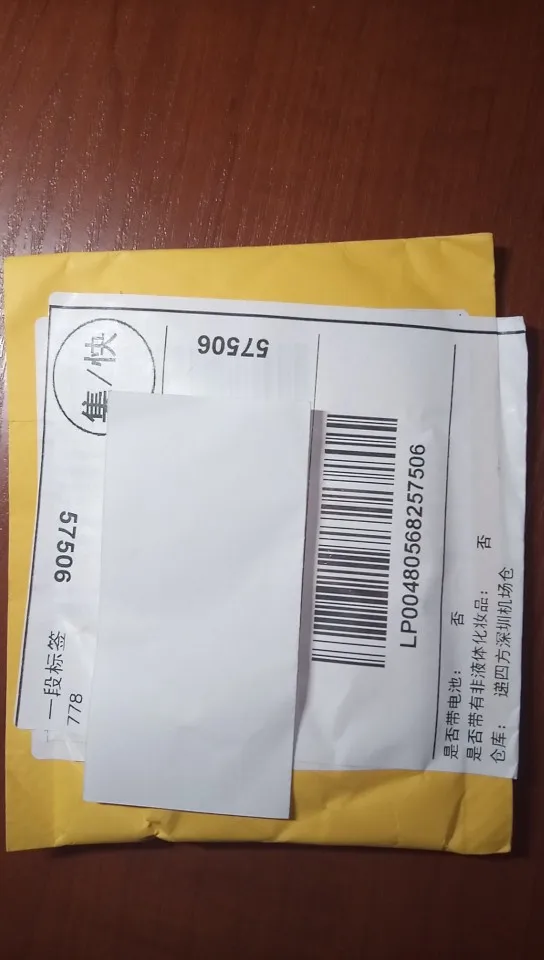 集/快
57506
57506
一段标签
778
LP00480568257506
是否带电池： 否
是否带有非液体化妆品： 否
仓库： 递四方深圳机场仓